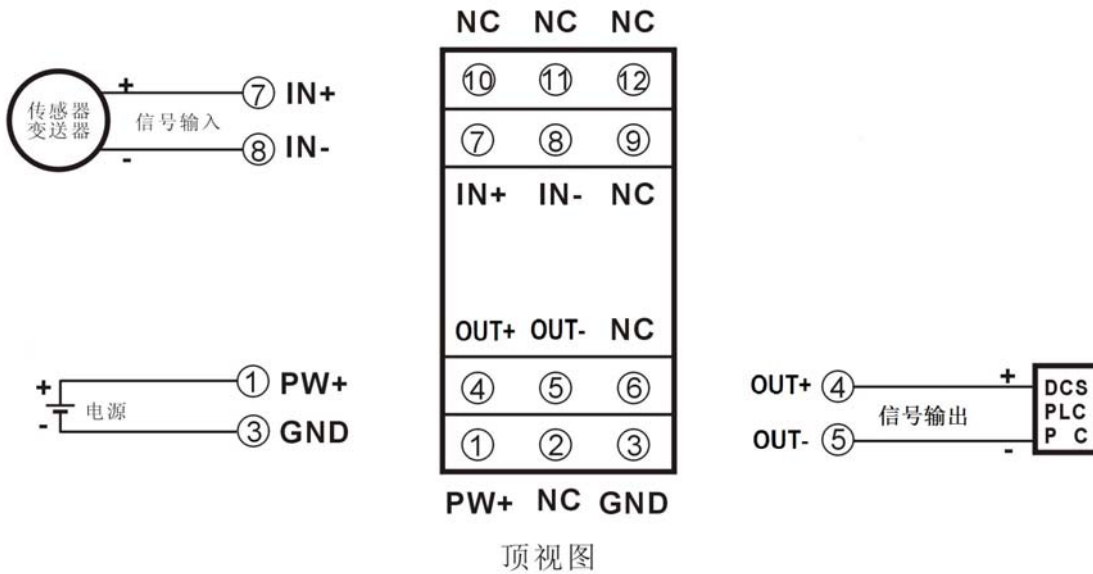 NC NC NC
⑩ ⑪ ⑫
+ ⑦ IN+
传感器
变送器
信号输入
- ⑧ IN-
⑦ ⑧ ⑨
IN+ IN- NC
OUT+ OUT- NC
④ ⑤ ⑥
① ② ③
PW+ NC GND
+ ① PW+
电源
- ③ GND
OUT+ ④ +
信号输出
OUT- ⑤ -
DCS
PLC
P C
顶视图